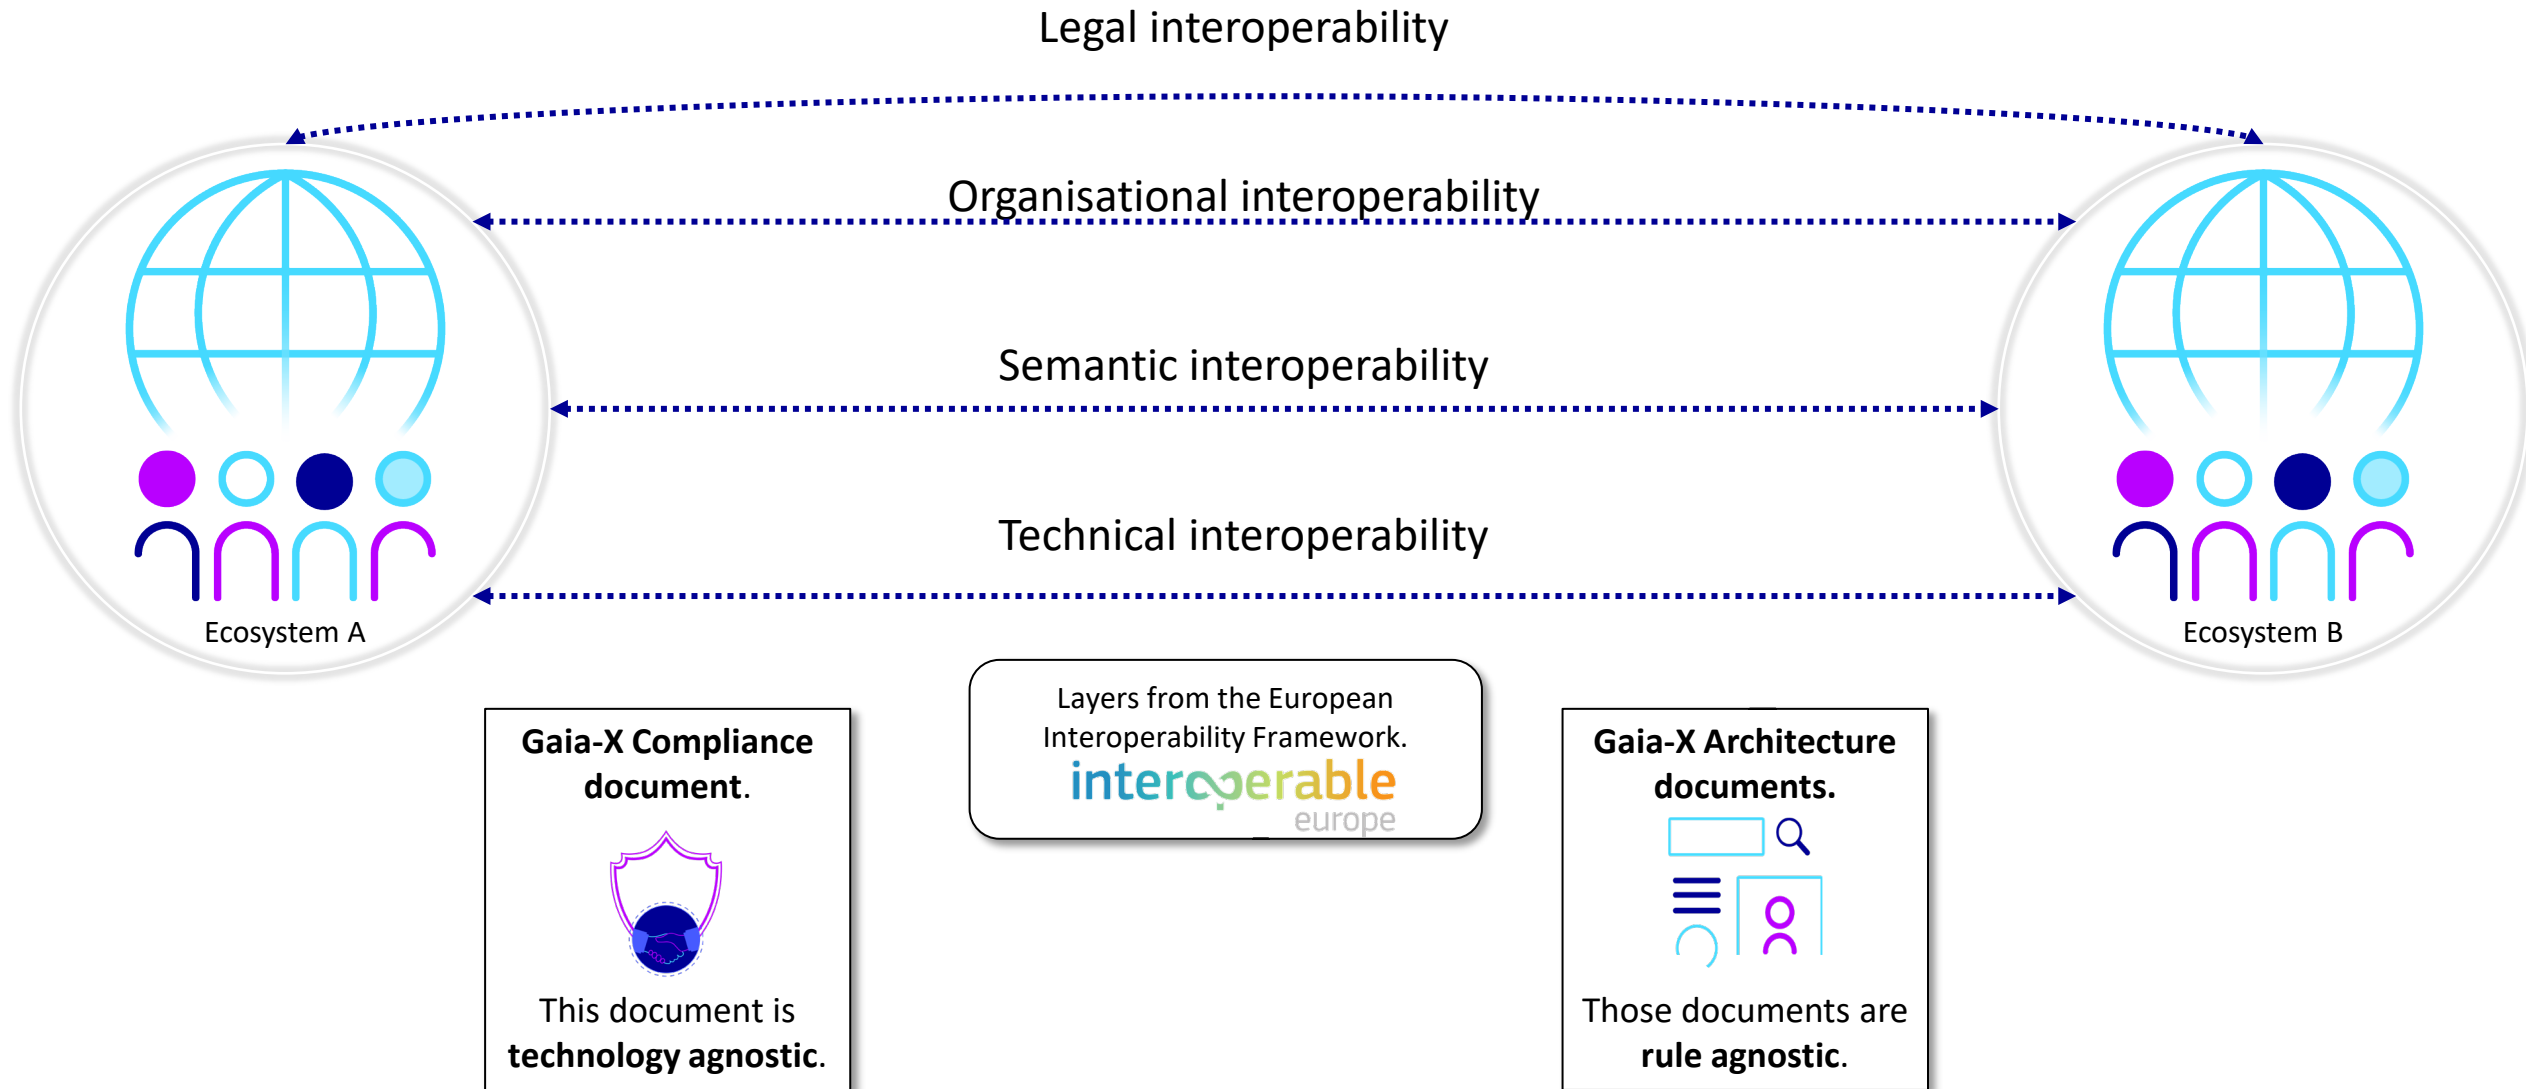 Legal interoperability
Organisational interoperability
Semantic interoperability
Technical interoperability
Ecosystem A
Ecosystem B
Layers from the European
Interoperability Framework.
interoperable
europe
Gaia-X Compliance
document.
This document is
technology agnostic.
Gaia-X Architecture
documents.
Those documents are
rule agnostic.